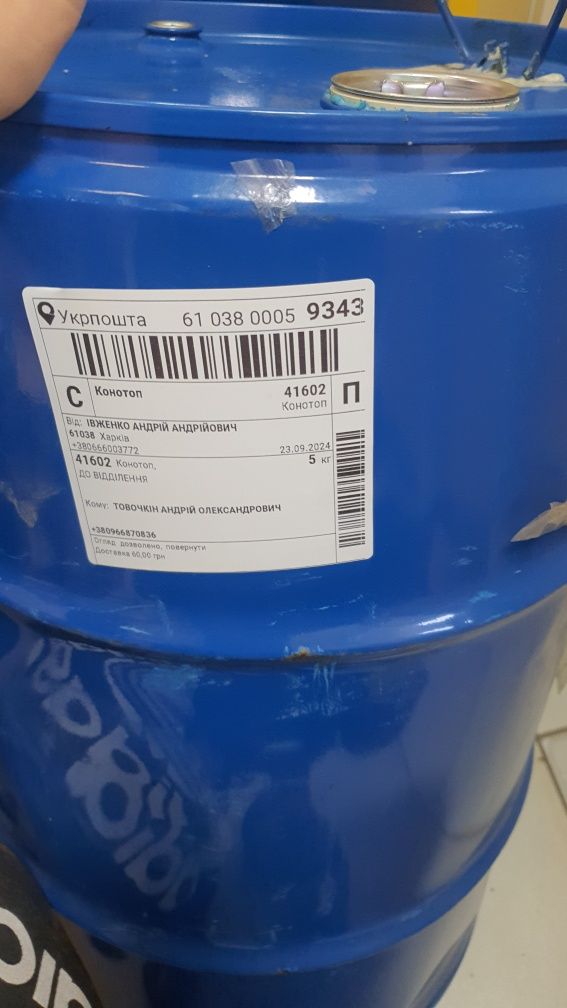 Укрпошта 61 038 0005 9343
С Конотоп 41602 П
Конотоп
Від: ІВЖЕНКО АНДРІЙ АНДРІЙОВИЧ
61038 Харків
+380666003772 23.09.2024
41602 Конотоп, 5 кг
ДО ВІДДІЛЕННЯ
Кому: ТОВОЧКІН АНДРІЙ ОЛЕКСАНДРОВИЧ
+380966870836
Огляд дозволено, повернути
Доставка 60,00 грн